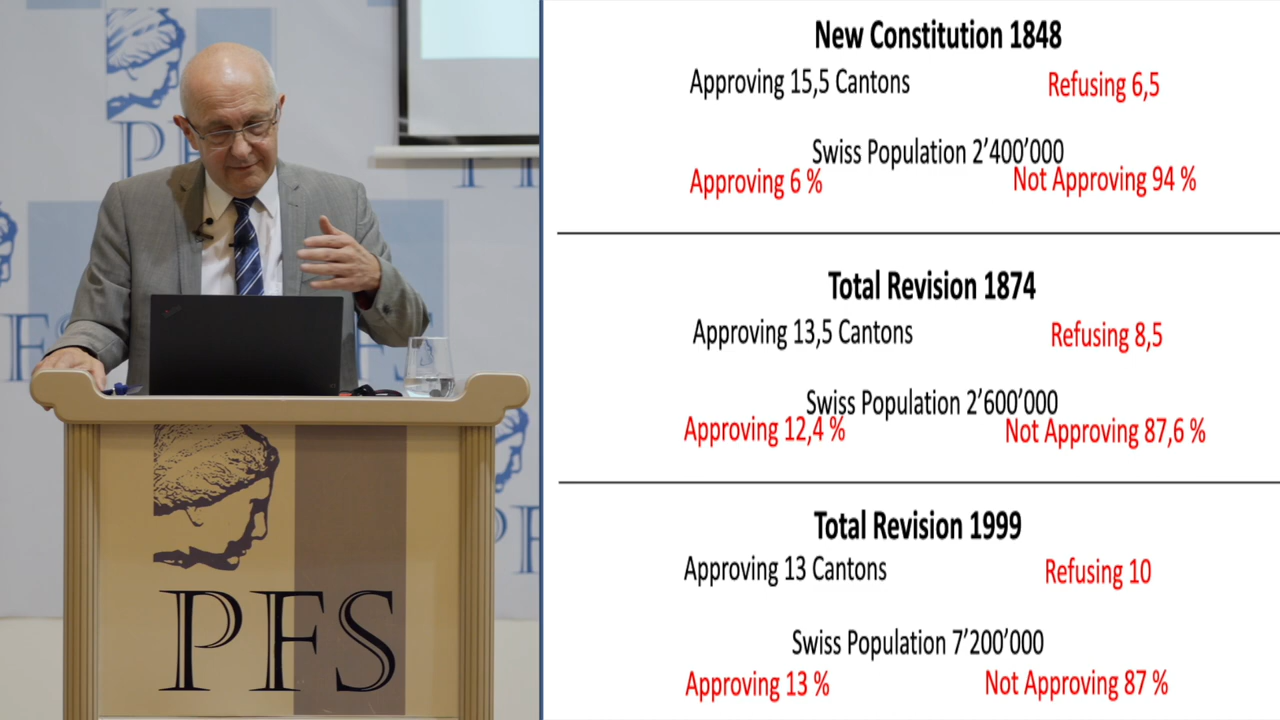 PFS
PFS
New Constitution 1848
Approving 15,5 Cantons
Refusing 6,5
Swiss Population 2’400’000
Approving 6 %
Not Approving 94 %
Total Revision 1874
Approving 13,5 Cantons
Refusing 8,5
Swiss Population 2’600’000
Approving 12,4 %
Not Approving 87,6 %
Total Revision 1999
Approving 13 Cantons
Refusing 10
Swiss Population 7’200’000
Approving 13 %
Not Approving 87 %